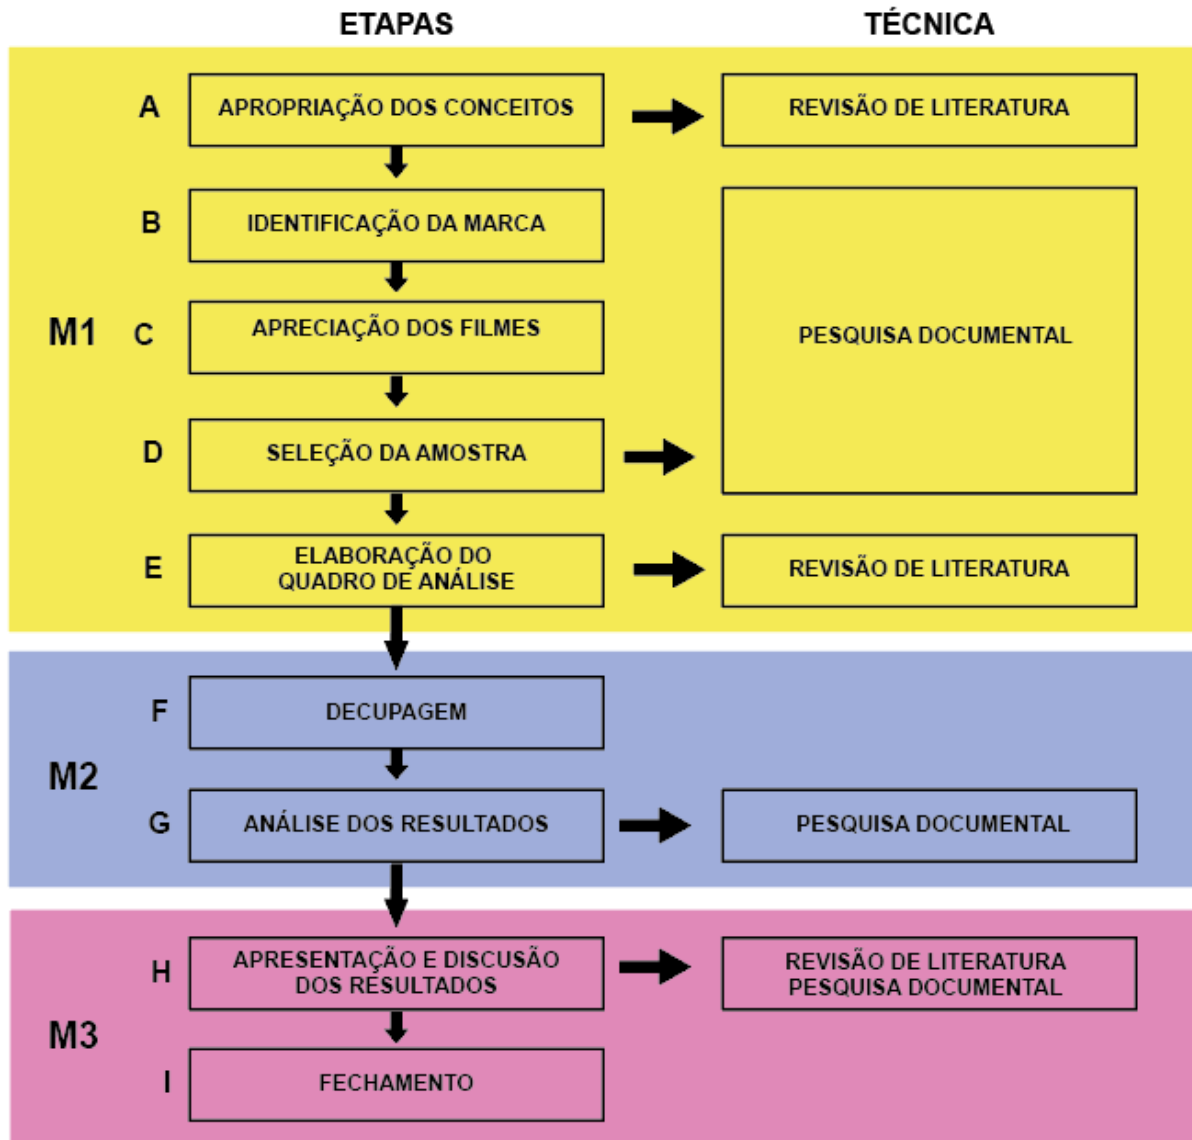 ETAPAS
TÉCNICA
A
APROPRIAÇÃO DOS CONCEITOS
REVISÃO DE LITERATURA
B
IDENTIFICAÇÃO DA MARCA
M1
C
APRECIAÇÃO DOS FILMES
PESQUISA DOCUMENTAL
D
SELEÇÃO DA AMOSTRA
E
ELABORAÇÃO DO
QUADRO DE ANÁLISE
REVISÃO DE LITERATURA
F
DECUPAGEM
M2
G
ANÁLISE DOS RESULTADOS
PESQUISA DOCUMENTAL
H
APRESENTAÇÃO E DISCUSÃO
DOS RESULTADOS
REVISÃO DE LITERATURA
PESQUISA DOCUMENTAL
M3
I
FECHAMENTO